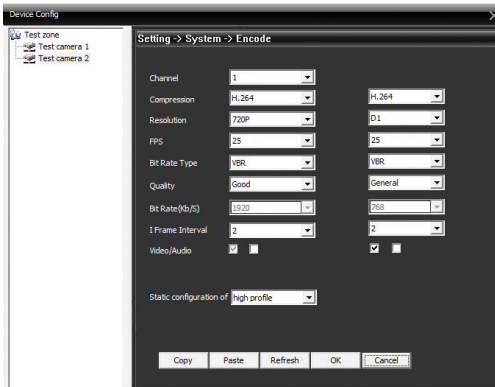 Device Config
Test zone
Test camera 1
Test camera 2
Setting -> System -> Encode
Channel 1
Compression H.264 H.264
Resolution 720P D1
FPS 25 25
Bit Rate Type VBR VBR
Quality Good General
Bit Rate(Kb/S) 1920 768
I Frame Interval 2 2
Video/Audio
Static configuration of high profile
Copy Paste Refresh OK Cancel